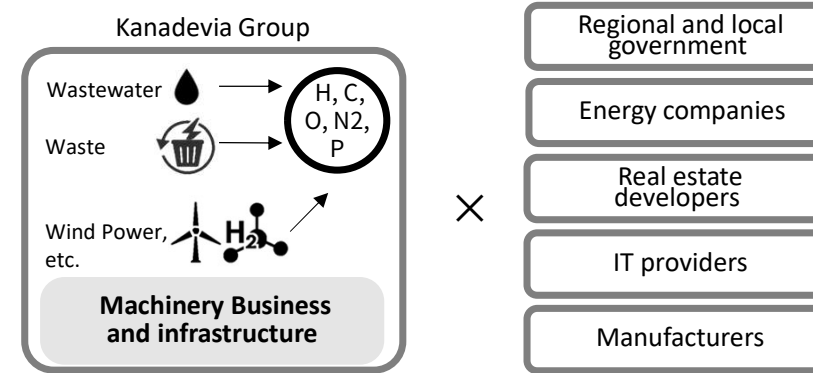 Kanadevia Group
Wastewater
Waste
Wind Power,
etc.
H, C,
O, N2,
P
H2
Machinery Business
and infrastructure
×
Regional and local
government
Energy companies
Real estate
developers
IT providers
Manufacturers